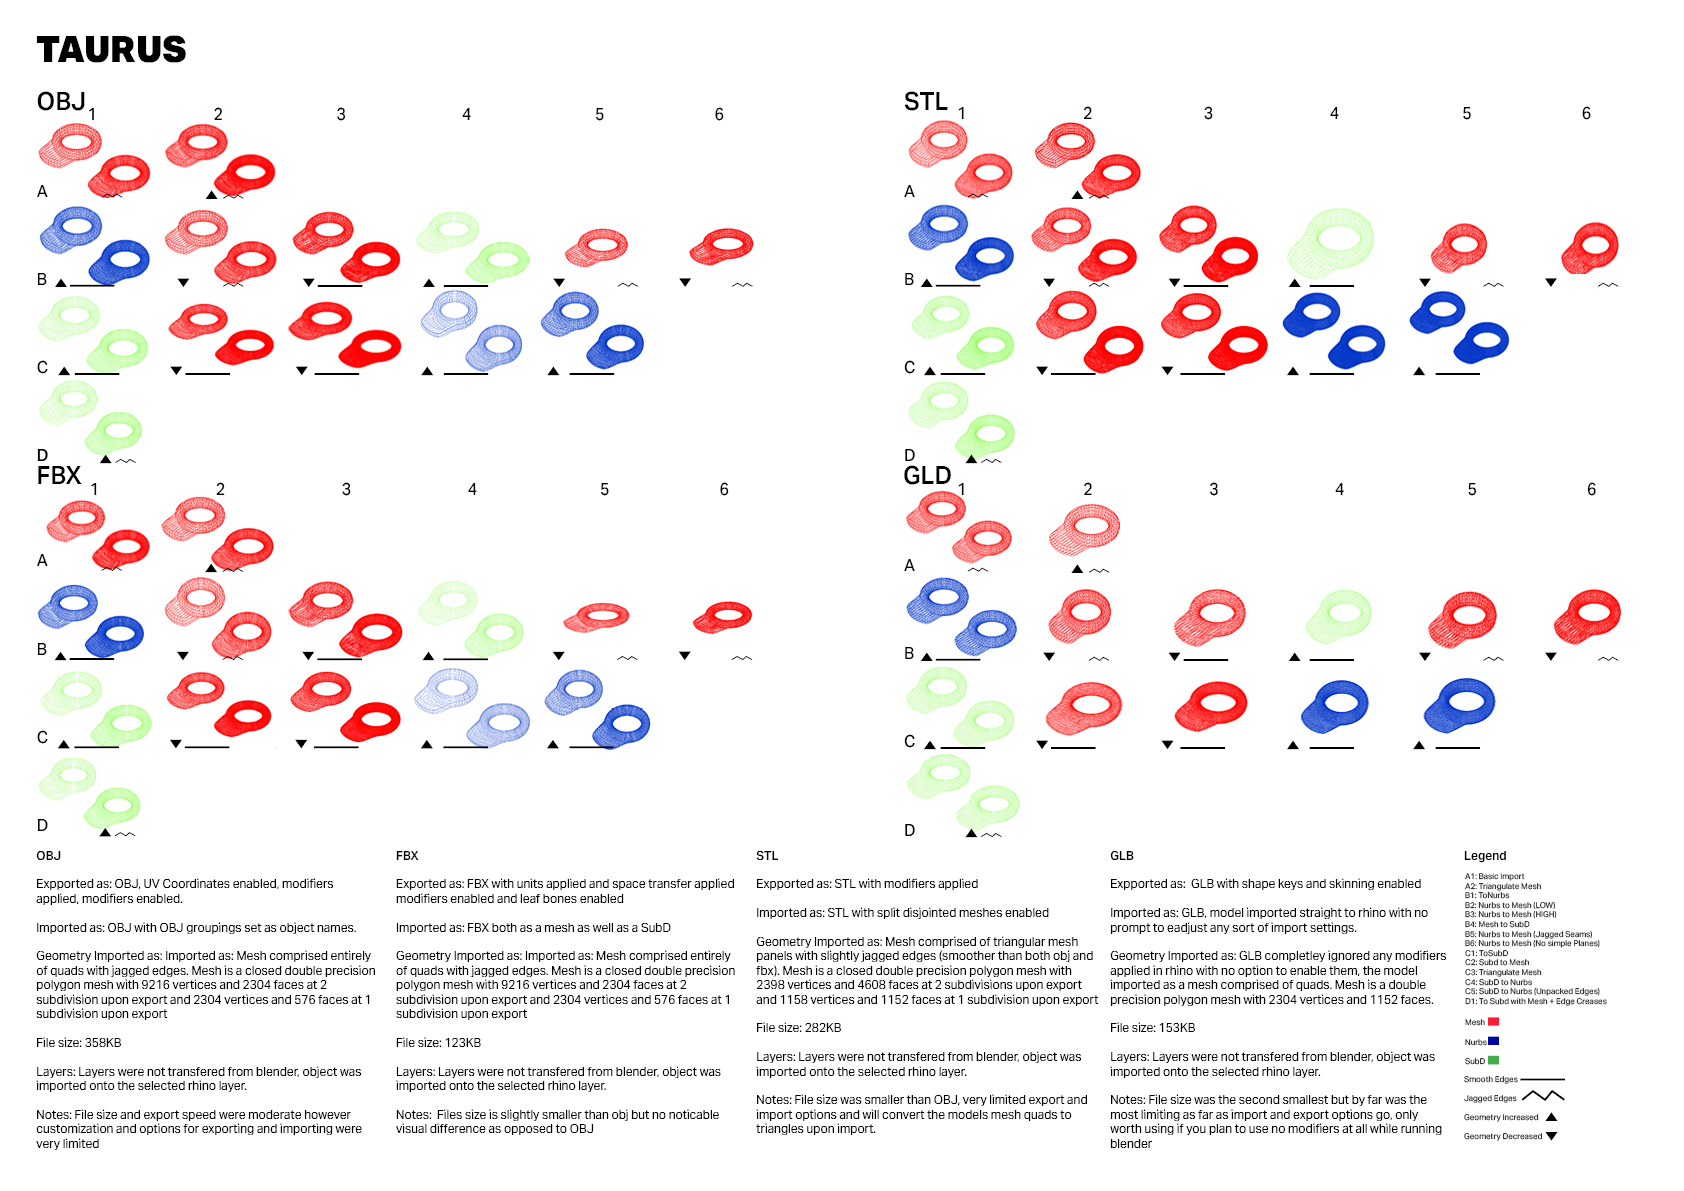 TAURUS
OBJ
1 2 3 4 5 6
A
B
C
D
STL
1 2 3 4 5 6
A
B
C
D
FBX
1 2 3 4 5 6
A
B
C
D
GLD
1 2 3 4 5 6
A
B
C
D
OBJ
Expported as: OBJ, UV Coordinates enabled, modifiers
applied, modifiers enabled.
Imported as: OBJ with OBJ groupings set as object names.
Geometry Imported as: Imported as: Mesh comprised entirely
of quads with jagged edges. Mesh is a closed double precision
polygon mesh with 9216 vertices and 2304 faces at 2
subdivision upon export and 2304 vertices and 576 faces at 1
subdivision upon export
File size: 358KB
Layers: Layers were not transfered from blender, object was
imported onto the selected rhino layer.
Notes: File size and export speed were moderate however
customization and options for exporting and importing were
very limited
FBX
Exported as: FBX with units applied and space transfer applied
modifiers enabled and leaf bones enabled
Imported as: FBX both as a mesh as well as a SubD
Geometry Imported as: Imported as: Mesh comprised entirely
of quads with jagged edges. Mesh is a closed double precision
polygon mesh with 9216 vertices and 2304 faces at 2
subdivision upon export and 2304 vertices and 576 faces at 1
subdivision upon export
File size: 123KB
Layers: Layers were not transfered from blender, object was
imported onto the selected rhino layer.
Notes: Files size is slightly smaller than obj but no noticable
visual difference as opposed to OBJ
STL
Expported as: STL with modifiers applied
Imported as: STL with split disjointed meshes enabled
Geometry Imported as: Mesh comprised of triangular mesh
panels with slightly jagged edges (smoother than both obj and
fbx). Mesh is a closed double precision polygon mesh with
2398 vertices and 4608 faces at 2 subdivisions upon export
and 1158 vertices and 1152 faces at 1 subdivision upon export
File size: 282KB
Layers: Layers were not transfered from blender, object was
imported onto the selected rhino layer.
Notes: File size was smaller than OBJ, very limited export and
import options and will convert the models mesh quads to
triangles upon import.
GLB
Expported as: GLB with shape keys and skinning enabled
Imported as: GLB, model imported straight to rhino with no
prompt to eadjust any sort of import settings.
Geometry Imported as: GLB completley ignored any modifiers
applied in rhino with no option to enable them, the model
imported as a mesh comprised of quads. Mesh is a double
precision polygon mesh with 2304 vertices and 1152 faces.
File size: 153KB
Layers: Layers were not transfered from blender, object was
imported onto the selected rhino layer.
Notes: File size was the second smallest but by far was the
most limiting as far as import and export options go, only
worth using if you plan to use no modifiers at all while running
blender
Legend
A1: Basic Import
A2: Triangulate Mesh
B1: ToNurbs
B2: Nurbs to Mesh (LOW)
B3: Nurbs to Mesh (HIGH)
B4: Mesh to SubD
B5: Nurbs to Mesh (Jagged Seams)
B6: Nurbs to Mesh (No simple Planes)
C1: ToSubD
C2: Subd to Mesh
C3: Triangulate Mesh
C4: SubD to Nurbs
C5: SubD to Nurbs (Unpacked Edges)
D1: To Subd with Mesh + Edge Creases
Mesh
Nurbs
SubD
Smooth Edges
Jagged Edges
Geometry Increased
Geometry Decreased